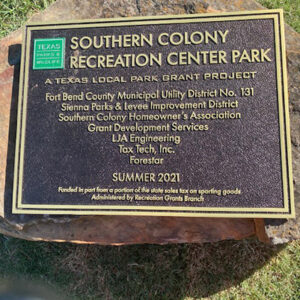 TEXAS
PARKS &
WILDLIFE
SOUTHERN COLONY
RECREATION CENTER PARK
A TEXAS LOCAL PARK GRANT PROJECT
Fort Bend County Municipal Utility District No. 131
Sienna Parks & Levee Improvement District
Southern Colony Homeowner's Association
Grant Development Services
LJA Engineering
Tax Tech, Inc.
Forestar
SUMMER 2021
Funded in part from a portion of the state sales tax on sporting goods.
Administered by Recreation Grants Branch